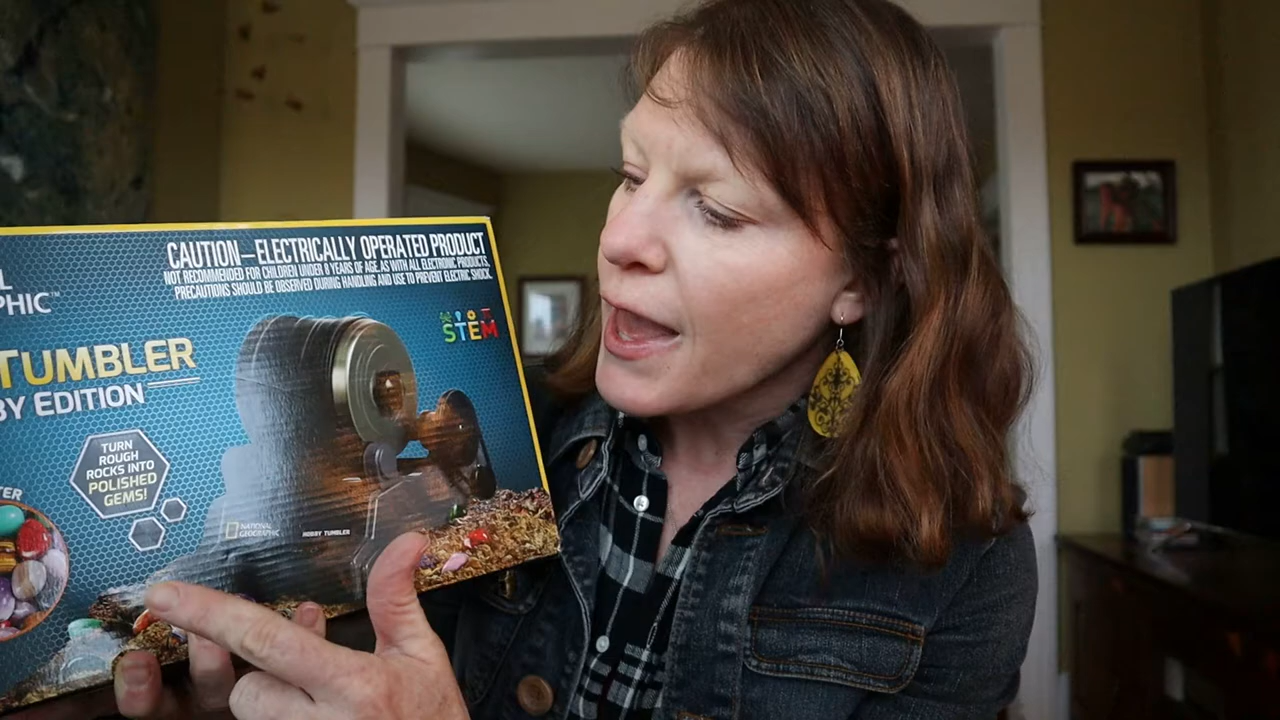 CAUTION–ELECTRICALLY OPERATED PRODUCT
NOT RECOMMENDED FOR CHILDREN UNDER 8 YEARS OF AGE. AS WITH ALL ELECTRONIC PRODUCTS,
PRECAUTIONS SHOULD BE OBSERVED DURING HANDLING AND USE TO PREVENT ELECTRIC SHOCK.
L
PHIC™
STEM
TUMBLER
BY EDITION
TURN
ROUGH
ROCKS INTO
POLISHED
GEMS!
TER
NATIONAL
GEOGRAPHIC
HOBBY TUMBLER